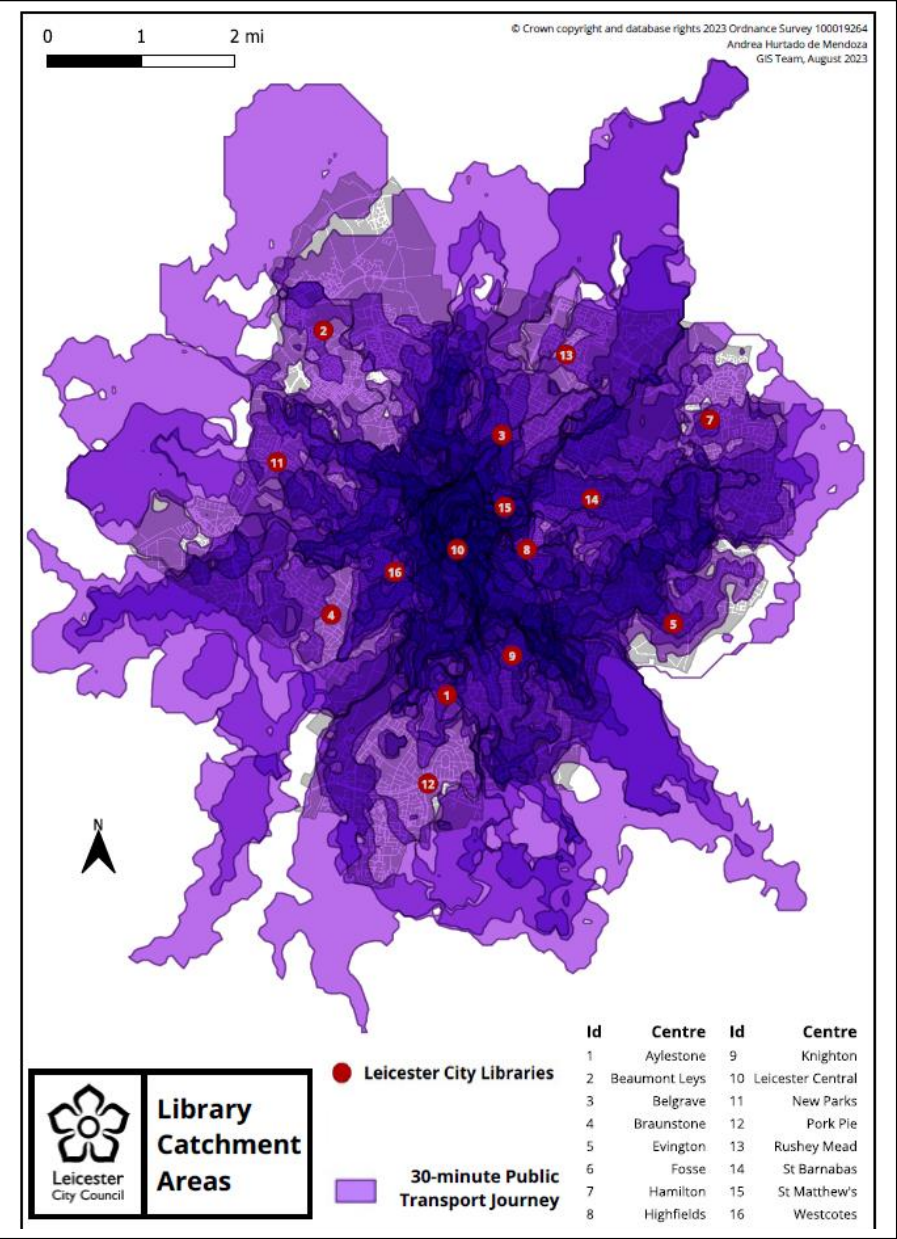 0 1 2 mi
© Crown copyright and database rights 2023 Ordnance Survey 100019264
Andrea Hurtado de Mendoza
GIS Team, August 2023
2
13
7
3
11
14
15
10
8
16
4
5
9
1
12
N
Leicester City Libraries
30-minute Public
Transport Journey
Leicester
City Council
Library
Catchment
Areas
Id Centre Id Centre
1 Aylestone 9 Knighton
2 Beaumont Leys 10 Leicester Central
3 Belgrave 11 New Parks
4 Braunstone 12 Pork Pie
5 Evington 13 Rushey Mead
6 Fosse 14 St Barnabas
7 Hamilton 15 St Matthew's
8 Highfields 16 Westcotes